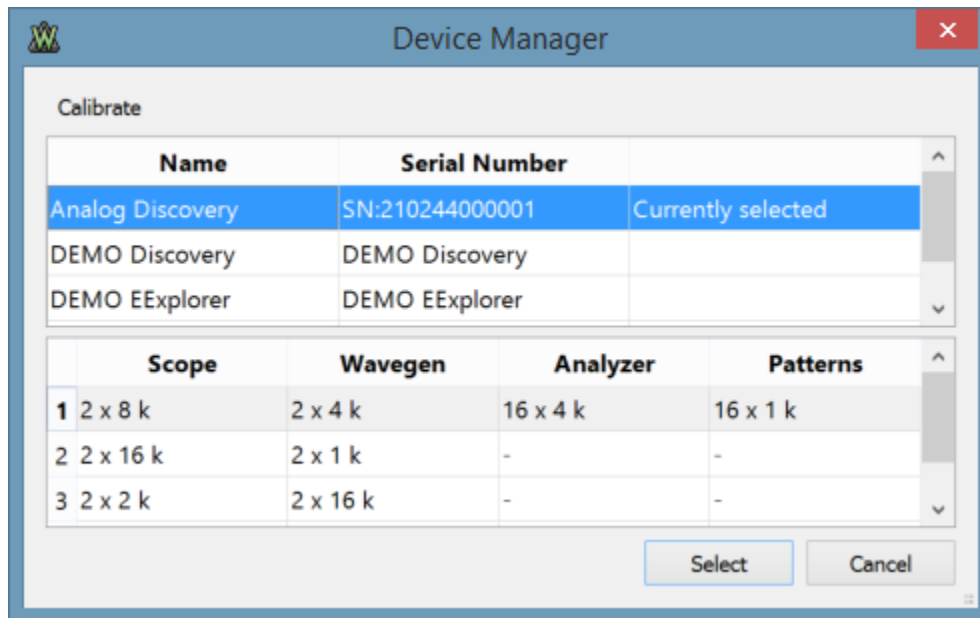 Device Manager
Calibrate
Name Serial Number
Analog Discovery SN:210244000001 Currently selected
DEMO Discovery DEMO Discovery
DEMO EExplorer DEMO EExplorer
Scope Wavegen Analyzer Patterns
1 2 x 8 k 2 x 4 k 16 x 4 k 16 x 1 k
2 2 x 16 k 2 x 1 k - -
3 2 x 2 k 2 x 16 k - -
Select Cancel